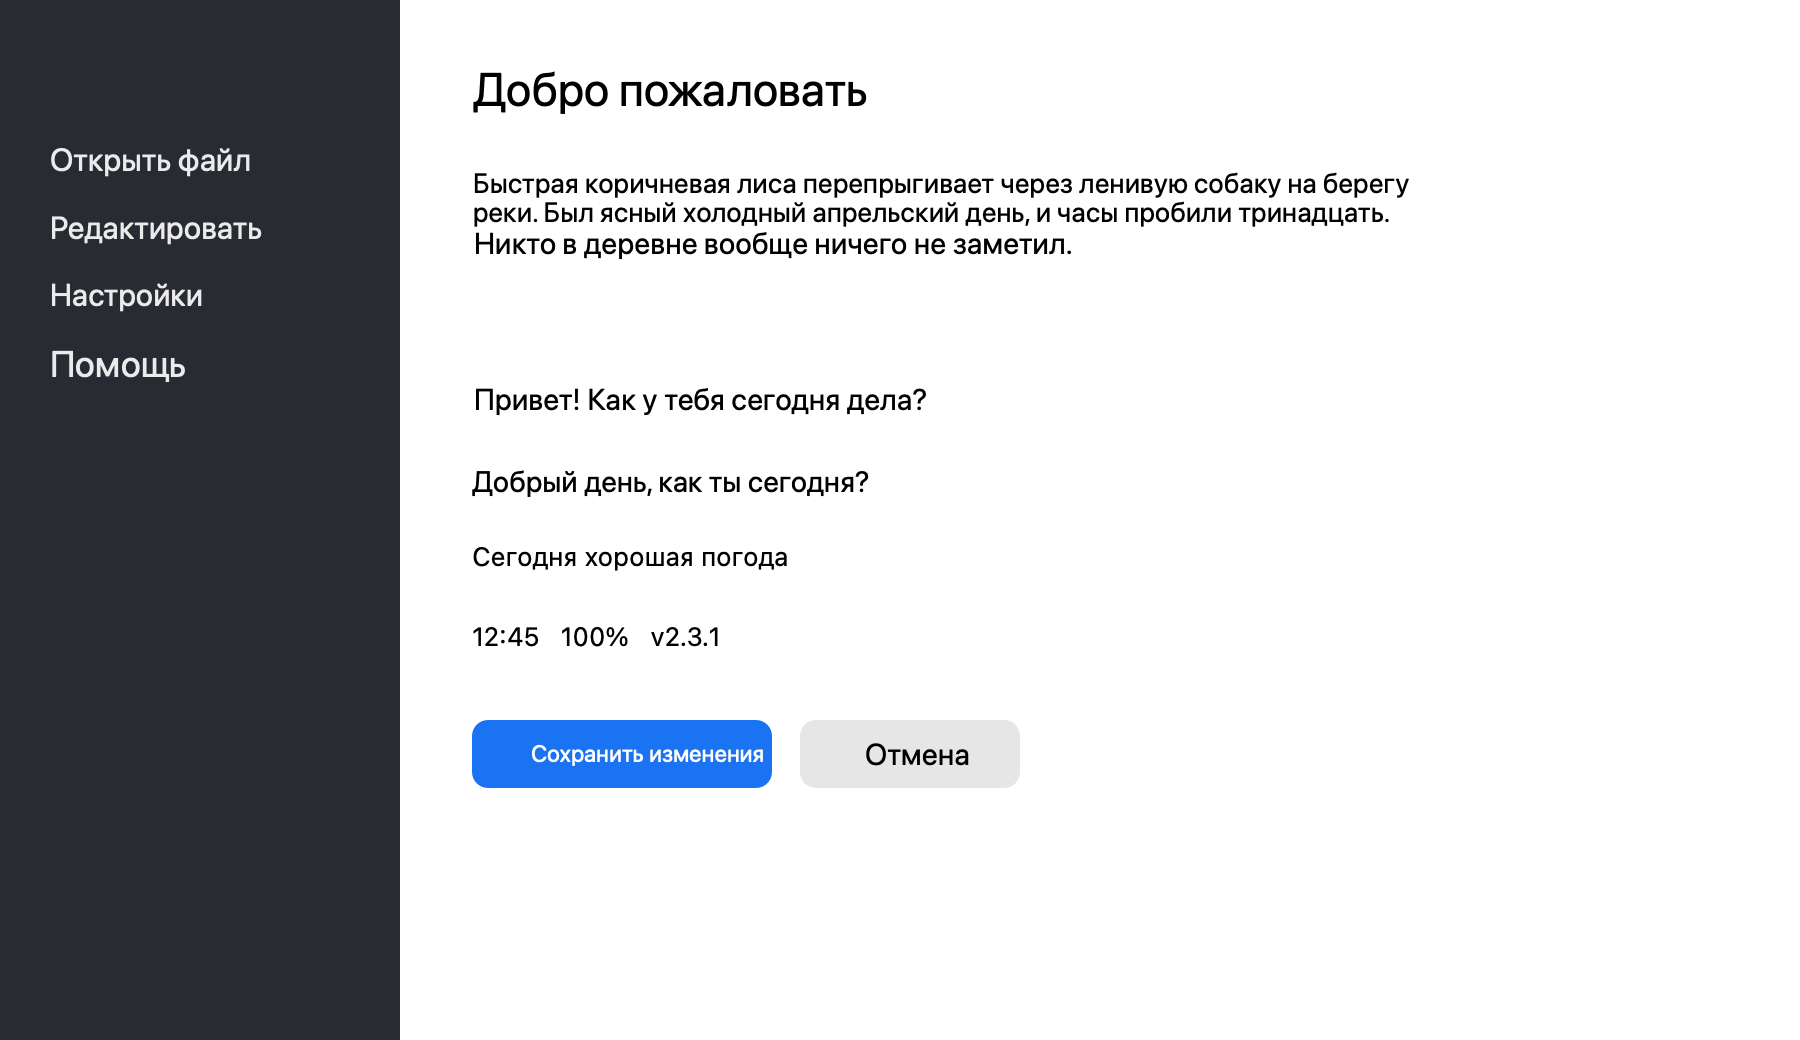 Открыть файл
Редактировать
Настройки
Помощь
Добро пожаловать
Быстрая коричневая лиса перепрыгивает через ленивую собаку на берегу
реки. Был ясный холодный апрельский день, и часы пробили тринадцать.
Никто в деревне вообще ничего не заметил.
Привет! Как у тебя сегодня дела?
Добрый день, как ты сегодня?
Сегодня хорошая погода
12:45 100% v2.3.1
Сохранить изменения
Отмена